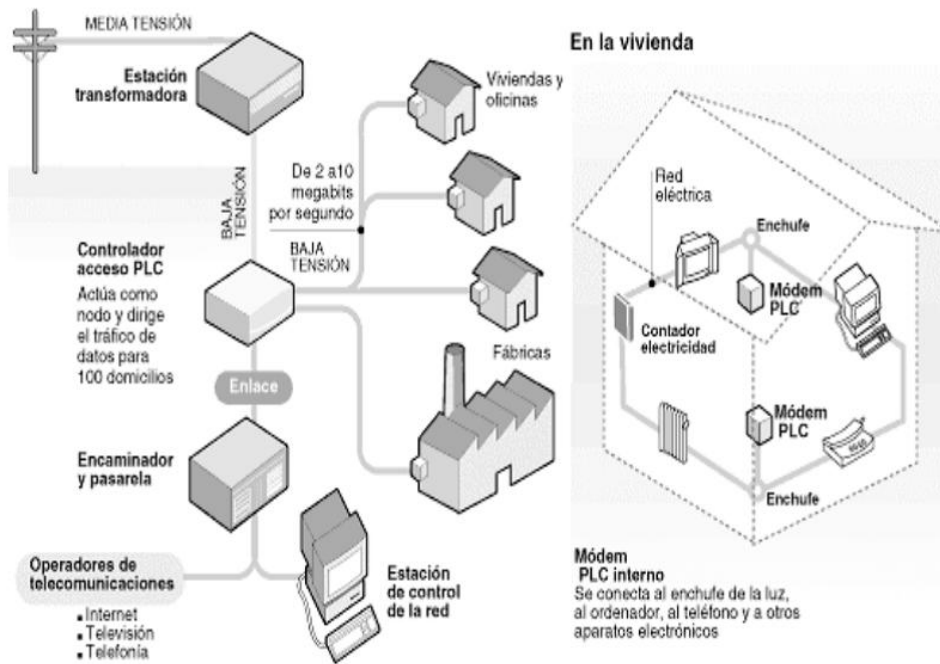 MEDIA TENSIÓN
Estación
transformadora
BAJA
TENSIÓN
De 2 a10
megabits
por segundo
BAJA
TENSIÓN
Viviendas y
oficinas
Controlador
acceso PLC
Actúa como
nodo y dirige
el tráfico de
datos para
100 domicilios
Enlace
Fábricas
Encaminador
y pasarela
Operadores de
telecomunicaciones
Internet
Televisión
Telefonía
Estación
de control
de la red
En la vivienda
Red
eléctrica
Enchufe
Módem
PLC
Contador
electricidad
Módem
PLC
Enchufe
Módem
PLC interno
Se conecta al enchufe de la luz,
al ordenador, al teléfono y a otros
aparatos electrónicos